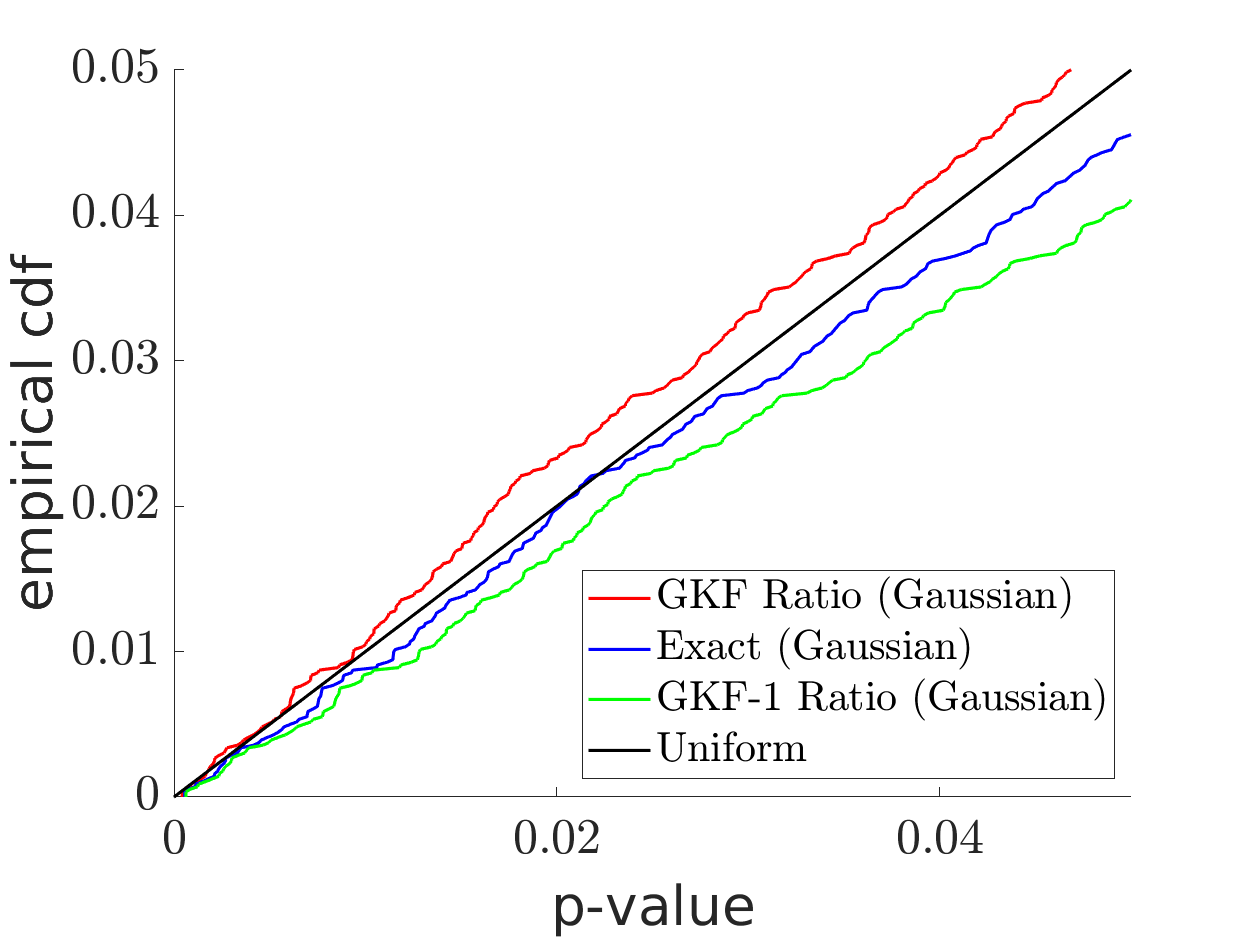 0.05
0.04
0.03
0.02
0.01
0
empirical cdf
GKF Ratio (Gaussian)
Exact (Gaussian)
GKF-1 Ratio (Gaussian)
Uniform
0 0.02 0.04
p-value